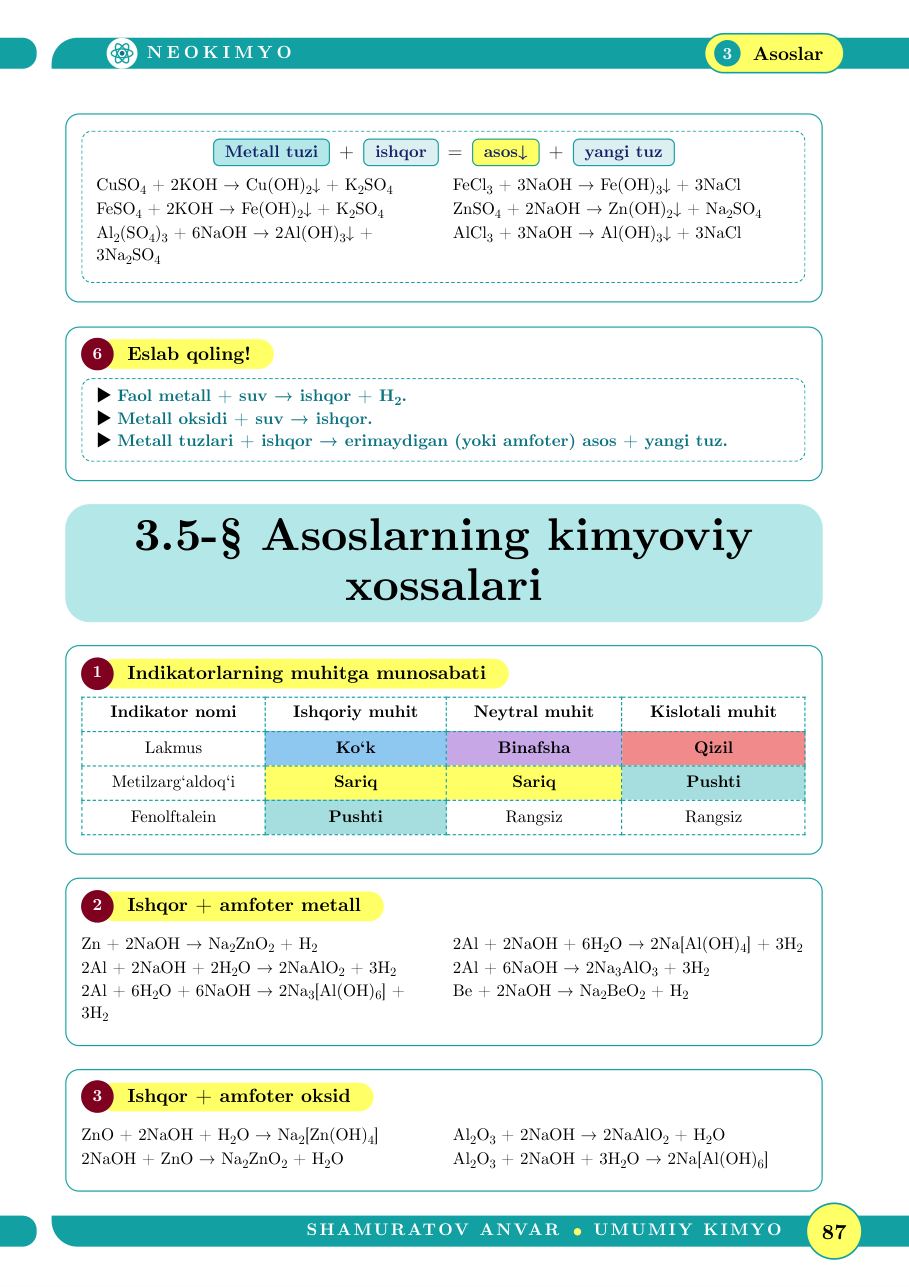 NEOKIMYO
3 Asoslar
Metall tuzi + ishqor = asos↓ + yangi tuz
CuSO₄ + 2KOH → Cu(OH)₂↓ + K₂SO₄
FeSO₄ + 2KOH → Fe(OH)₂↓ + K₂SO₄
Al₂(SO₄)₃ + 6NaOH → 2Al(OH)₃↓ +
3Na₂SO₄
FeCl₃ + 3NaOH → Fe(OH)₃↓ + 3NaCl
ZnSO₄ + 2NaOH → Zn(OH)₂↓ + Na₂SO₄
AlCl₃ + 3NaOH → Al(OH)₃↓ + 3NaCl
6 Eslab qoling!
▶ Faol metall + suv → ishqor + H₂.
▶ Metall oksidi + suv → ishqor.
▶ Metall tuzlari + ishqor → erimaydigan (yoki amfoter) asos + yangi tuz.
3.5-§ Asoslarning kimyoviy
xossalari
1 Indikatorlarning muhitga munosabati
Indikator nomi Ishqoriy muhit Neytral muhit Kislotali muhit
Lakmus Ko‘k Binafsha Qizil
Metilzarg‘aldoq‘i Sariq Sariq Pushti
Fenolftalein Pushti Rangsiz Rangsiz
2 Ishqor + amfoter metall
Zn + 2NaOH → Na₂ZnO₂ + H₂
2Al + 2NaOH + 2H₂O → 2NaAlO₂ + 3H₂
2Al + 6H₂O + 6NaOH → 2Na₃[Al(OH)₆] +
3H₂
2Al + 2NaOH + 6H₂O → 2Na[Al(OH)₄] + 3H₂
2Al + 6NaOH → 2Na₃AlO₃ + 3H₂
Be + 2NaOH → Na₂BeO₂ + H₂
3 Ishqor + amfoter oksid
ZnO + 2NaOH + H₂O → Na₂[Zn(OH)₄]
2NaOH + ZnO → Na₂ZnO₂ + H₂O
Al₂O₃ + 2NaOH → 2NaAlO₂ + H₂O
Al₂O₃ + 2NaOH + 3H₂O → 2Na[Al(OH)₆]
SHAMURATOV ANVAR • UMUMIY KIMYO 87